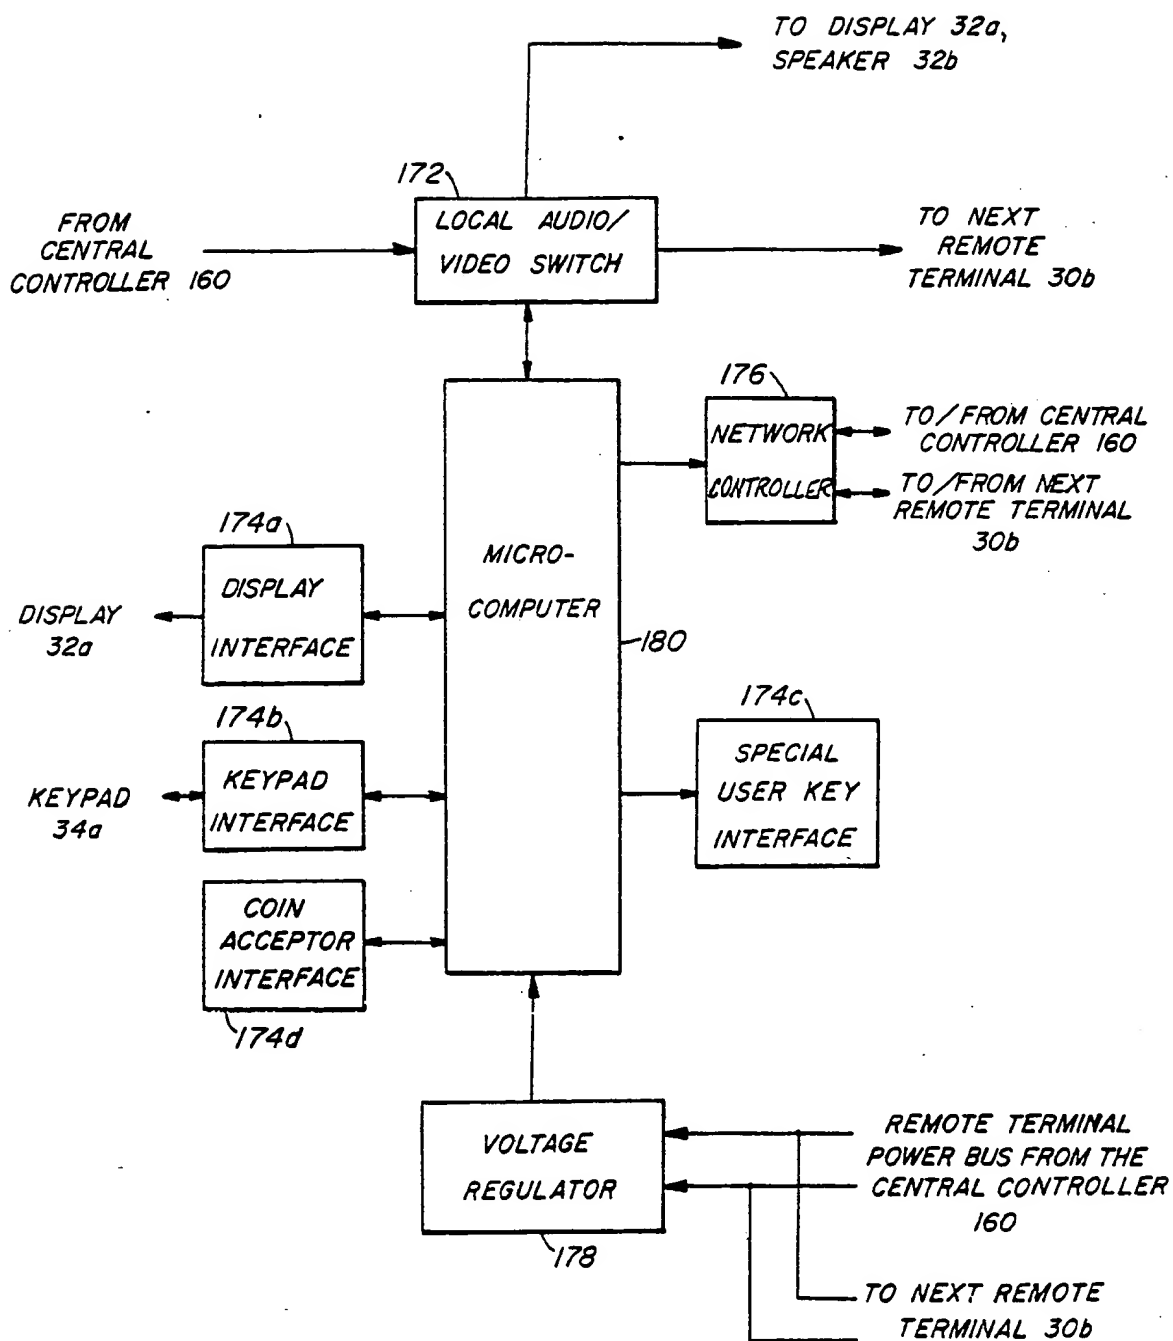 TO DISPLAY 32a,
SPEAKER 32b
172
LOCAL AUDIO/
VIDEO SWITCH
FROM
CENTRAL
CONTROLLER 160
TO NEXT
REMOTE
TERMINAL 30b
176
NETWORK
CONTROLLER
TO/FROM CENTRAL
CONTROLLER 160
TO/FROM NEXT
REMOTE TERMINAL
30b
MICRO-
COMPUTER
180
174a
DISPLAY
INTERFACE
DISPLAY
32a
174b
KEYPAD
INTERFACE
KEYPAD
34a
174c
SPECIAL
USER KEY
INTERFACE
COIN
ACCEPTOR
INTERFACE
174d
VOLTAGE
REGULATOR
178
REMOTE TERMINAL
POWER BUS FROM THE
CENTRAL CONTROLLER
160
TO NEXT REMOTE
TERMINAL 30b